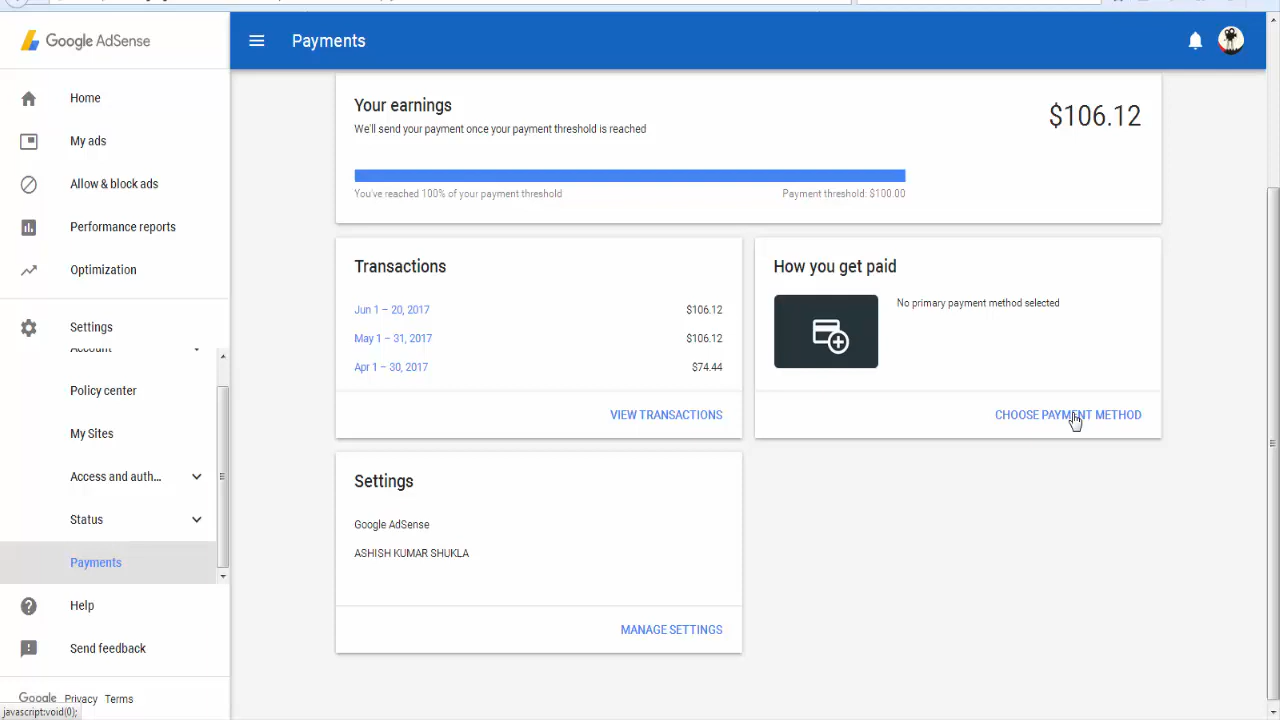 Google AdSense
Payments
Home
My ads
Allow & block ads
Performance reports
Optimization
Settings
Account
Policy center
My Sites
Access and auth...
Status
Payments
Help
Send feedback
Google Privacy Terms
javascript:void(0);
Your earnings
$106.12
We'll send your payment once your payment threshold is reached
You've reached 100% of your payment threshold
Payment threshold: $100.00
Transactions
Jun 1 – 20, 2017 $106.12
May 1 – 31, 2017 $106.12
Apr 1 – 30, 2017 $74.44
VIEW TRANSACTIONS
How you get paid
No primary payment method selected
CHOOSE PAYMENT METHOD
Settings
Google AdSense
ASHISH KUMAR SHUKLA
MANAGE SETTINGS